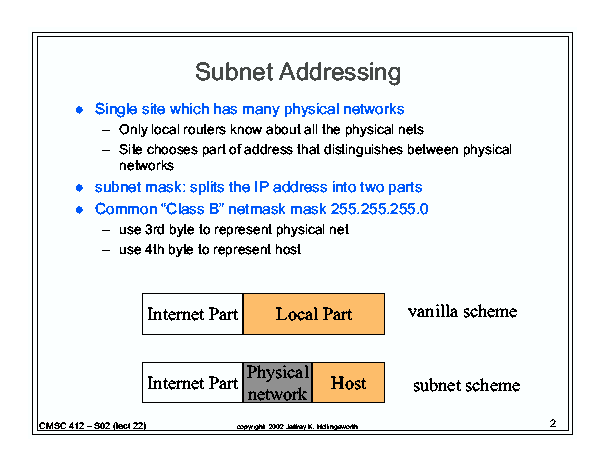 Subnet Addressing
● Single site which has many physical networks
– Only local routers know about all the physical nets
– Site chooses part of address that distinguishes between physical
networks
● subnet mask: splits the IP address into two parts
● Common “Class B” netmask mask 255.255.255.0
– use 3rd byte to represent physical net
– use 4th byte to represent host
Internet Part Local Part vanilla scheme
Physical
Internet Part network Host subnet scheme
CMSC 412 – S02 (lect 22) copyright 2002 Jeffrey K. Hollingsworth 2